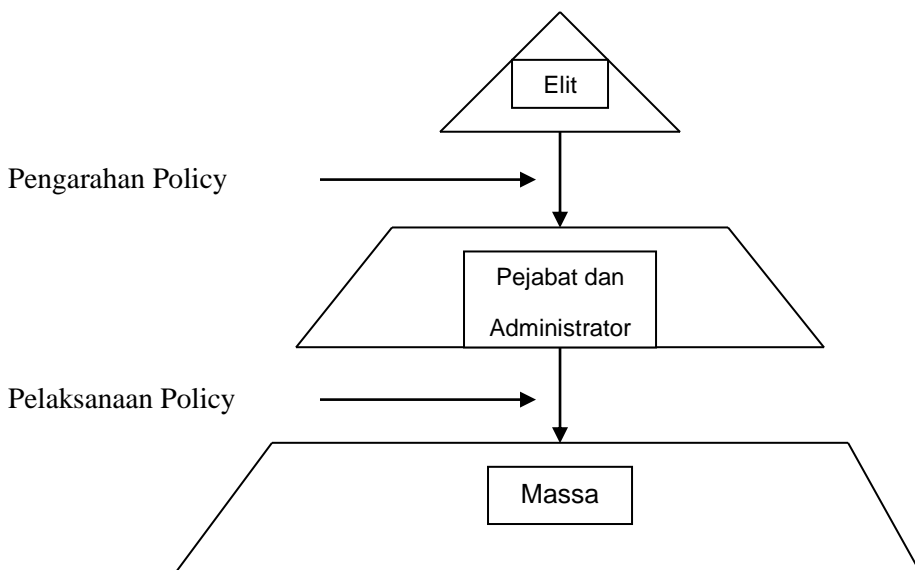 Elit
Pengarahan Policy
Pejabat dan
Administrator
Pelaksanaan Policy
Massa